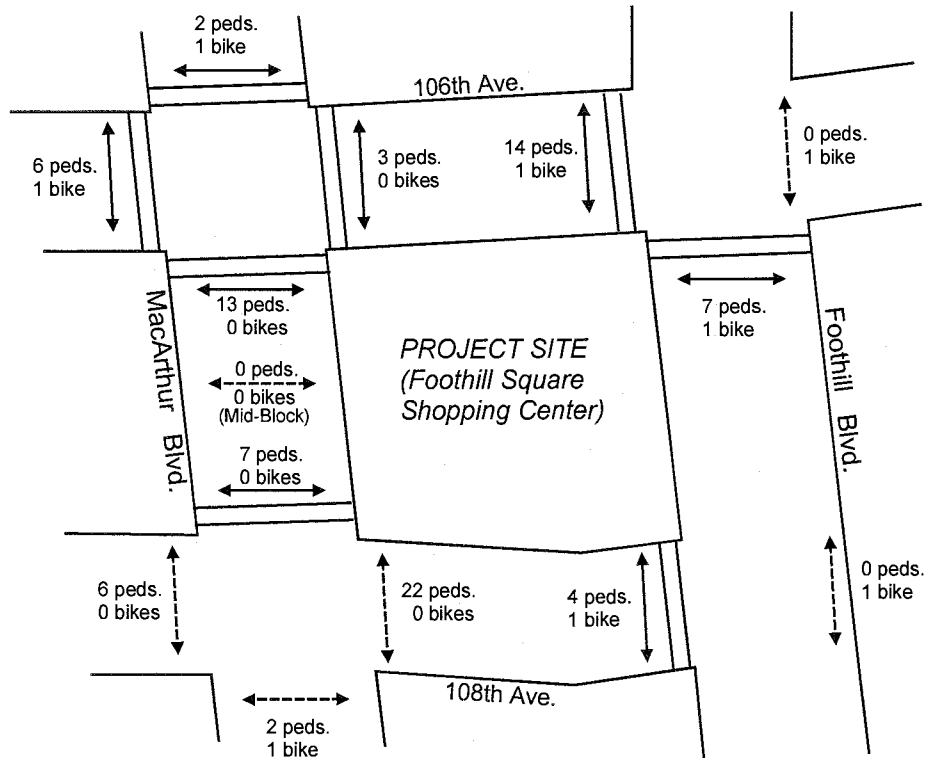 2 peds.
1 bike
106th Ave.
6 peds.
1 bike
3 peds.
0 bikes
14 peds.
1 bike
0 peds.
1 bike
13 peds.
0 bikes
7 peds.
1 bike
MacArthur Blvd.
0 peds.
0 bikes
(Mid-Block)
PROJECT SITE
(Foothill Square
Shopping Center)
Foothill Blvd.
7 peds.
0 bikes
6 peds.
0 bikes
22 peds.
0 bikes
4 peds.
1 bike
0 peds.
1 bike
108th Ave.
2 peds.
1 bike